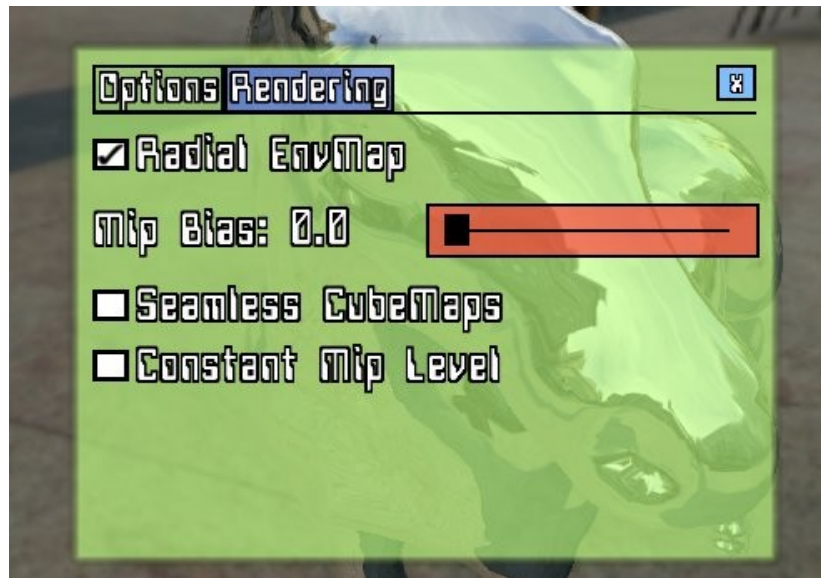 Options Rendering x
Radial EnvMap
Mip Bias: 0.0
Seamless CubeMaps
Constant Mip Level